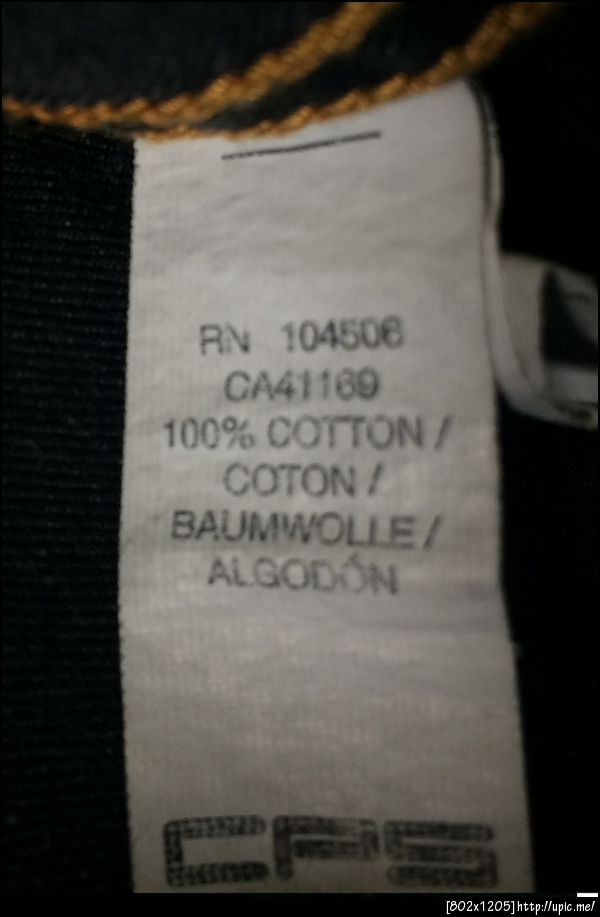 RN 104506
CA41169
100% COTTON /
COTON /
BAUMWOLLE /
ALGODÓN
CPS
[802x1205]http://upic.me/